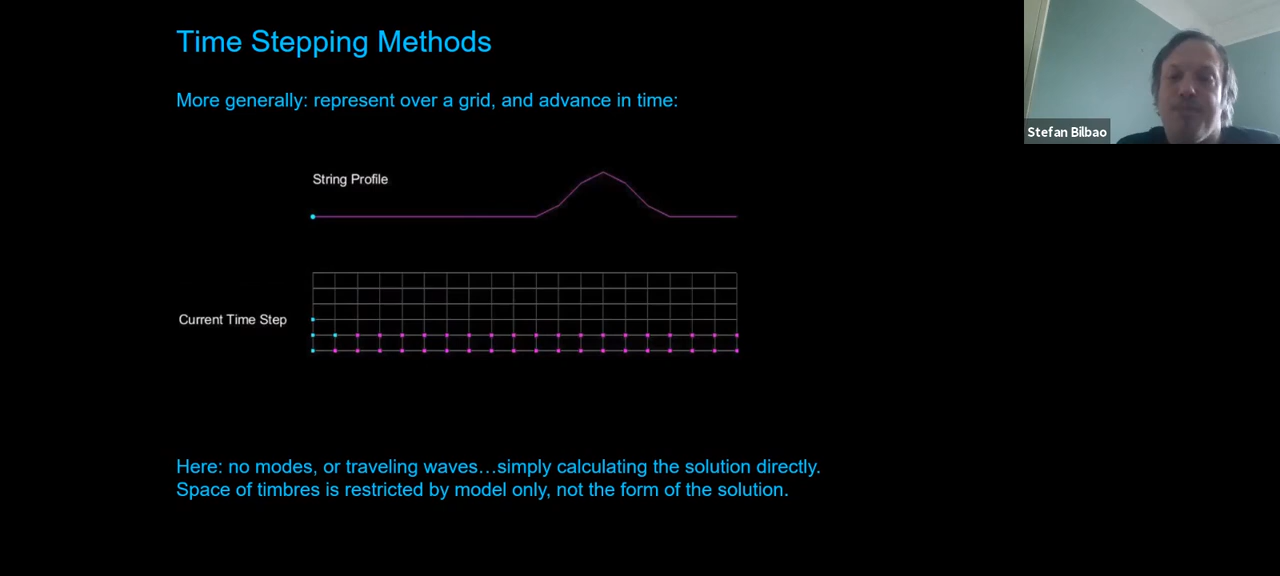 Time Stepping Methods
More generally: represent over a grid, and advance in time:
Stefan Bilbao
String Profile
Current Time Step
Here: no modes, or traveling waves…simply calculating the solution directly.
Space of timbres is restricted by model only, not the form of the solution.